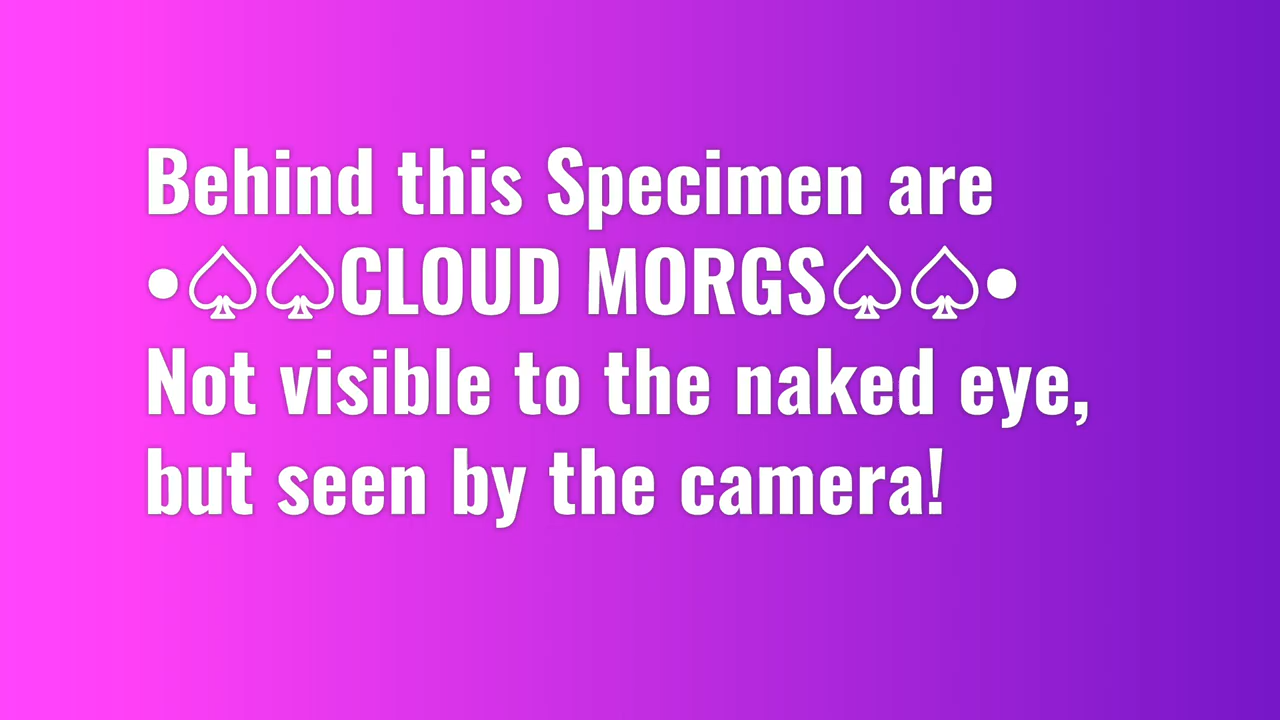 Behind this Specimen are
•♤♤CLOUD MORGS♤♤•
Not visible to the naked eye,
but seen by the camera!